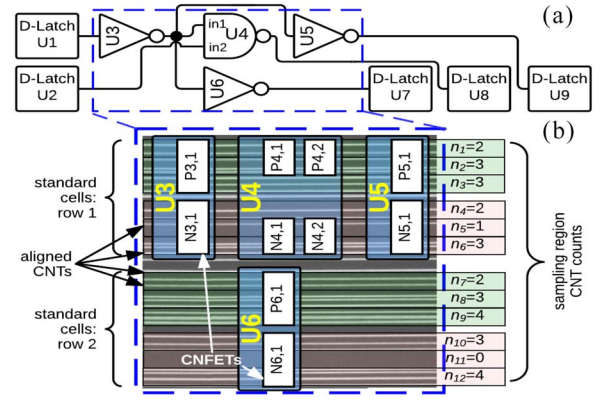 (a)
D-Latch
U1
U3
in1
in2
U4
U5
D-Latch
U2
U6
D-Latch
U7
D-Latch
U8
D-Latch
U9
(b)
standard
cells:
row 1
aligned
CNTs
standard
cells:
row 2
U3
P3,1
N3,1
U4
P4,1
P4,2
N4,1
N4,2
U5
P5,1
N5,1
U6
P6,1
N6,1
CNFETs
n1=2
n2=3
n3=3
n4=2
n5=1
n6=3
n7=2
n8=3
n9=4
n10=3
n11=0
n12=4
sampling region
CNT counts